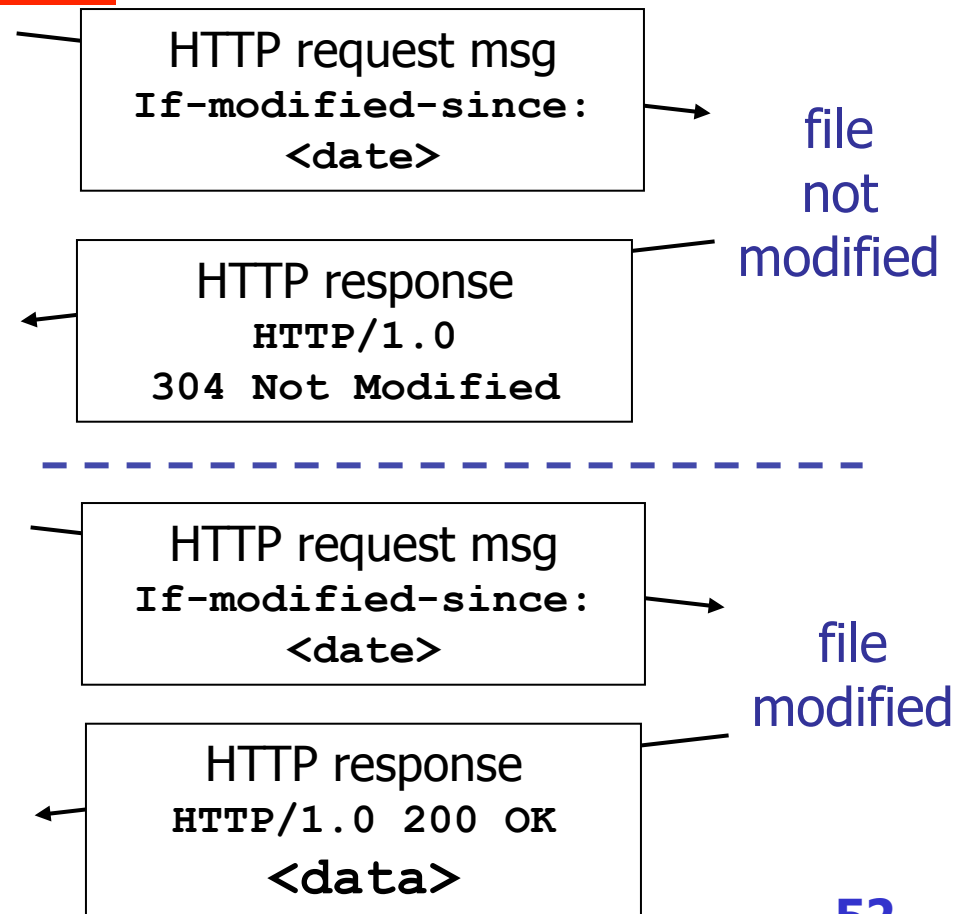 HTTP request msg
If-modified-since:
<date>
file
not
modified
HTTP response
HTTP/1.0
304 Not Modified
HTTP request msg
If-modified-since:
<date>
file
modified
HTTP response
HTTP/1.0 200 OK
<data>
52